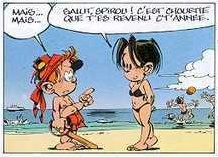 MAIS...
MAIS...
SALUT, SPIROU ! C'EST CHOUETTE
QUE T'ES REVENU C'T'ANNÉE.